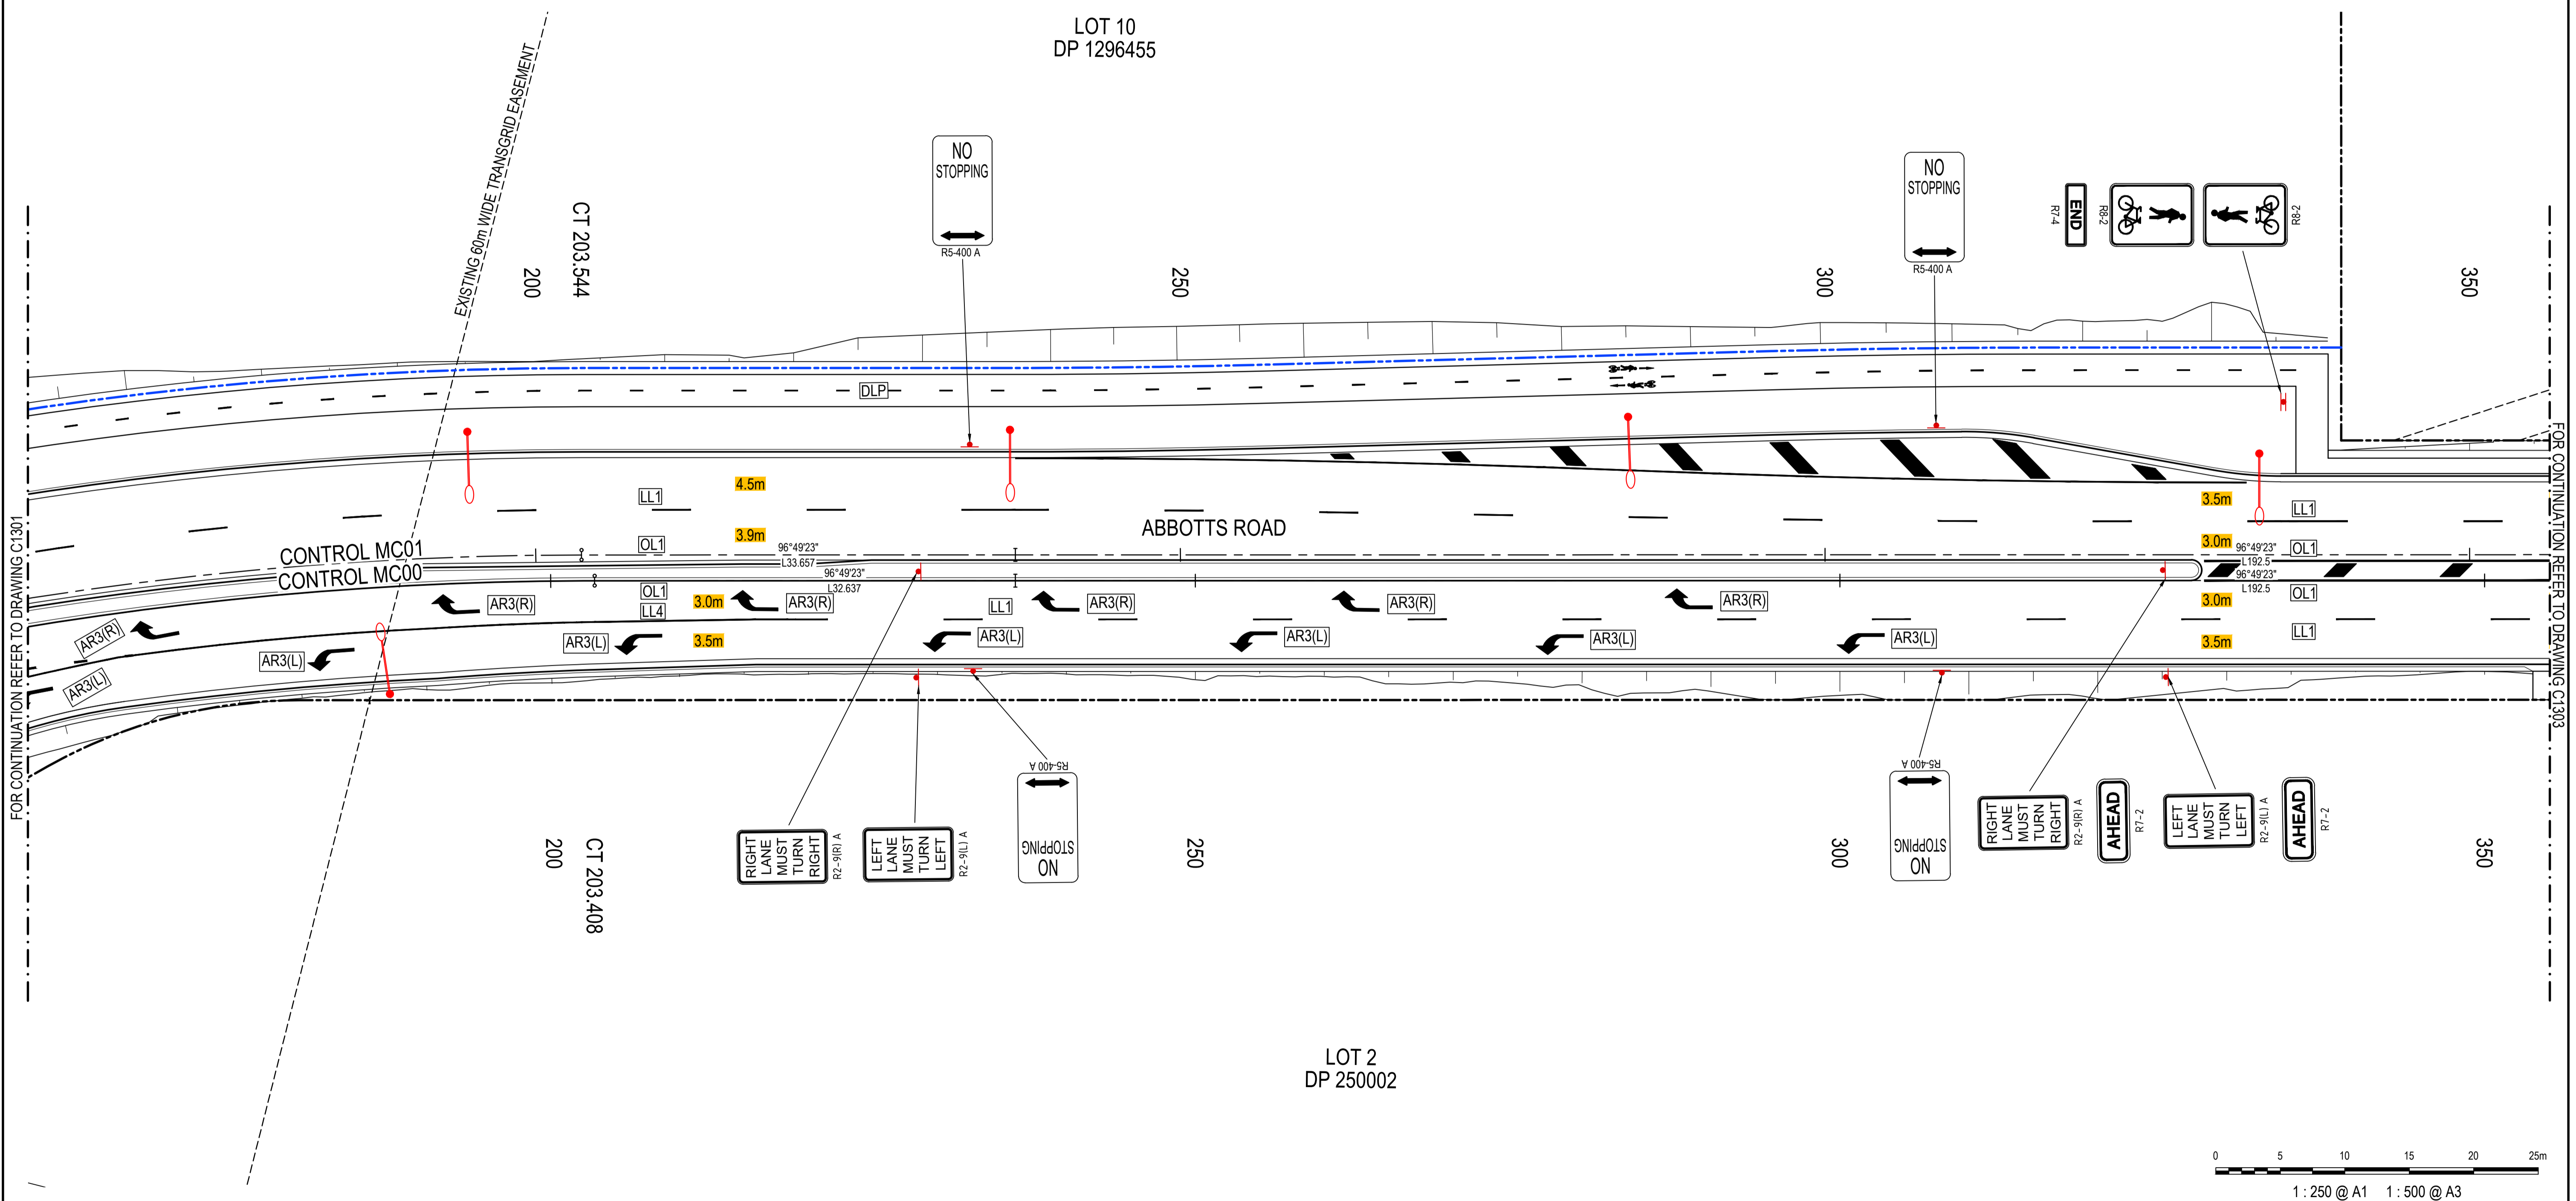 LOT 10
DP 1296455
EXISTING 60m WIDE TRANSGRID EASEMENT
CT 203.544
200
250
300
350
NO
STOPPING
R5-400 A
NO
STOPPING
R5-400 A
END
R7-4
R8-2
R8-2
DLP
FOR CONTINUATION REFER TO DRAWING C1301
FOR CONTINUATION REFER TO DRAWING C1303
LL1
4.5m
3.5m
LL1
ABBOTTS ROAD
OL1
3.9m
3.0m
OL1
CONTROL MC01
CONTROL MC00
96°49'23"
L33.657
96°49'23"
L32.637
96°49'23"
L192.5
96°49'23"
L192.5
OL1
LL4
3.0m
3.5m
LL1
3.0m
OL1
3.5m
LL1
AR3(R)
AR3(R)
AR3(R)
AR3(R)
AR3(R)
AR3(R)
AR3(L)
AR3(L)
AR3(L)
AR3(L)
AR3(L)
AR3(L)
AR3(L)
200
CT 203.408
250
300
350
RIGHT
LANE
MUST
TURN
RIGHT
R2-9(R) A
LEFT
LANE
MUST
TURN
LEFT
R2-9(L) A
R5-400 A
NO
STOPPING
R5-400 A
NO
STOPPING
RIGHT
LANE
MUST
TURN
RIGHT
R2-9(R) A
AHEAD
R7-2
LEFT
LANE
MUST
TURN
LEFT
R2-9(L) A
AHEAD
R7-2
LOT 2
DP 250002
0 5 10 15 20 25m
1 : 250 @ A1 1 : 500 @ A3